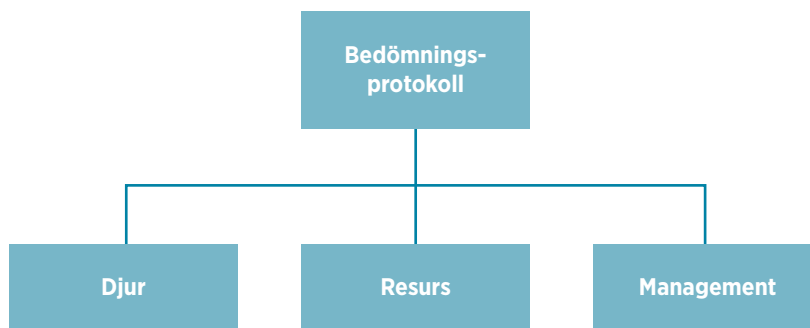 Bedömnings-
protokoll
Djur
Resurs
Management